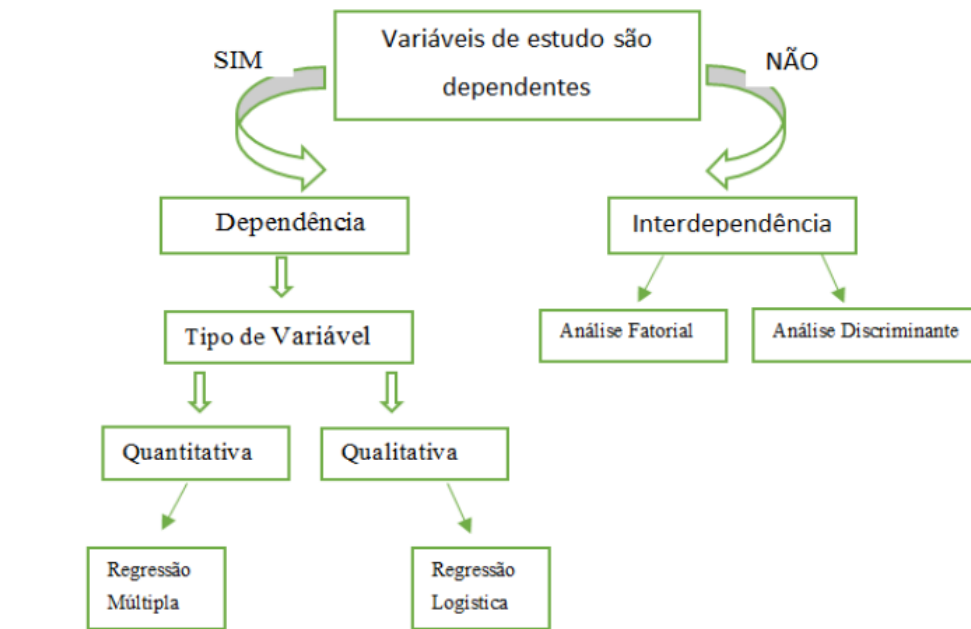 Variáveis de estudo são
dependentes
SIM
NÃO
Dependência
Interdependência
Tipo de Variável
Análise Fatorial
Análise Discriminante
Quantitativa
Qualitativa
Regressão
Múltipla
Regressão
Logistica